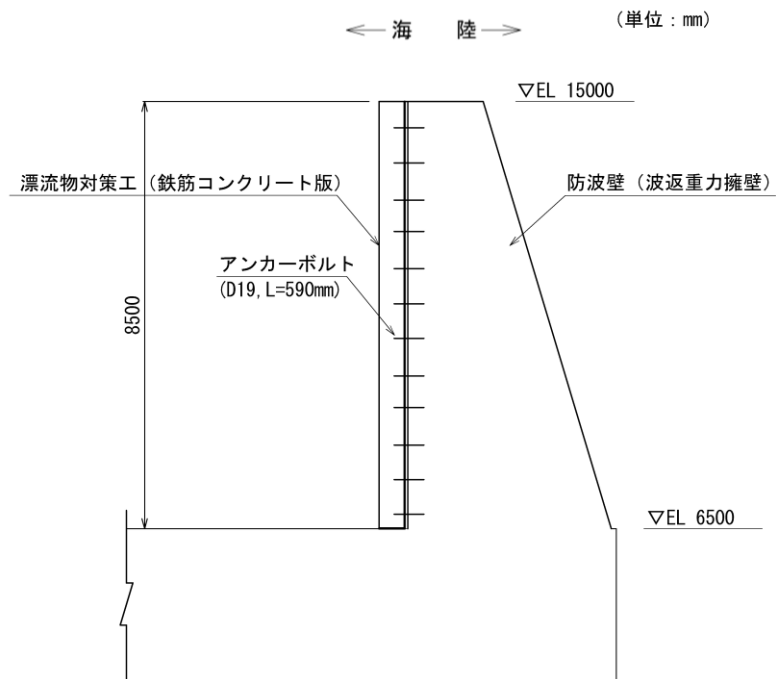 (単位：mm)
海 陸
▽EL 15000
漂流物対策工（鉄筋コンクリート版）
防波壁（波返重力擁壁）
アンカーボルト
(D19, L=590mm)
8500
▽EL 6500